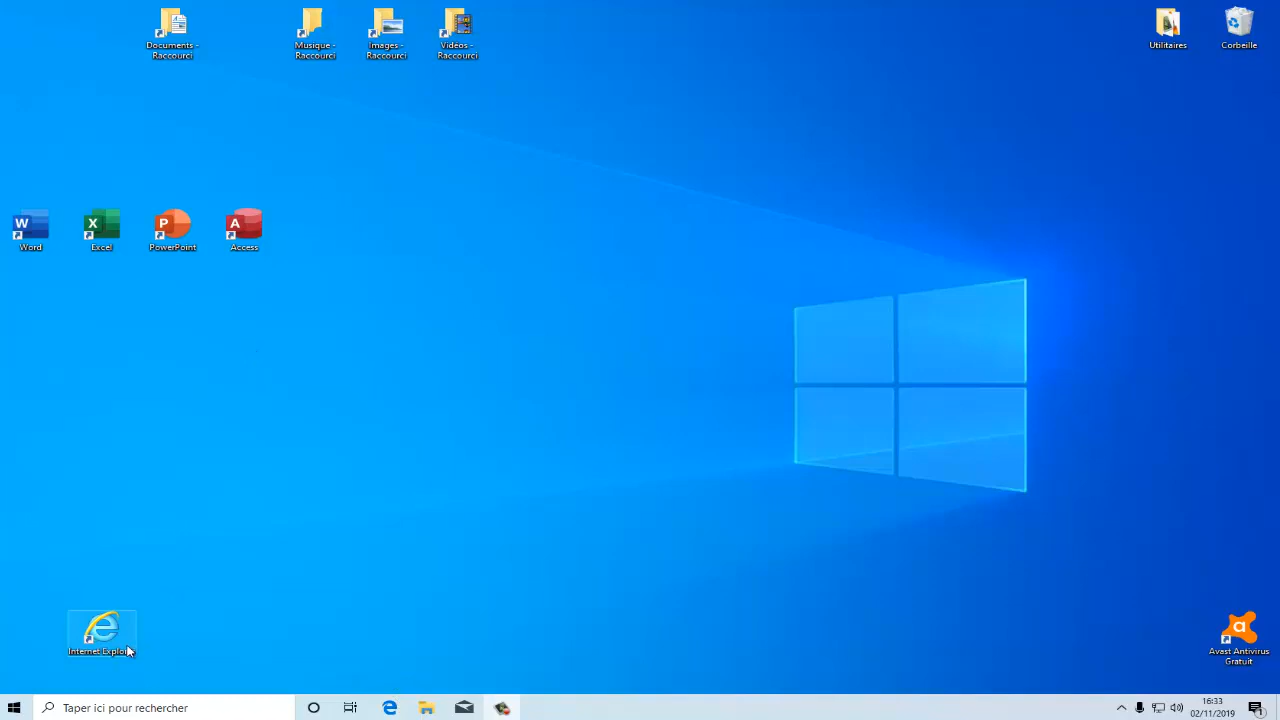 Documents -
Raccourci
Musique -
Raccourci
Images -
Raccourci
Vidéos -
Raccourci
Utilitaires
Corbeille
Word
Excel
PowerPoint
Access
Internet Explorer
Avast Antivirus
Gratuit
Taper ici pour rechercher
16:33
02/11/2019
1